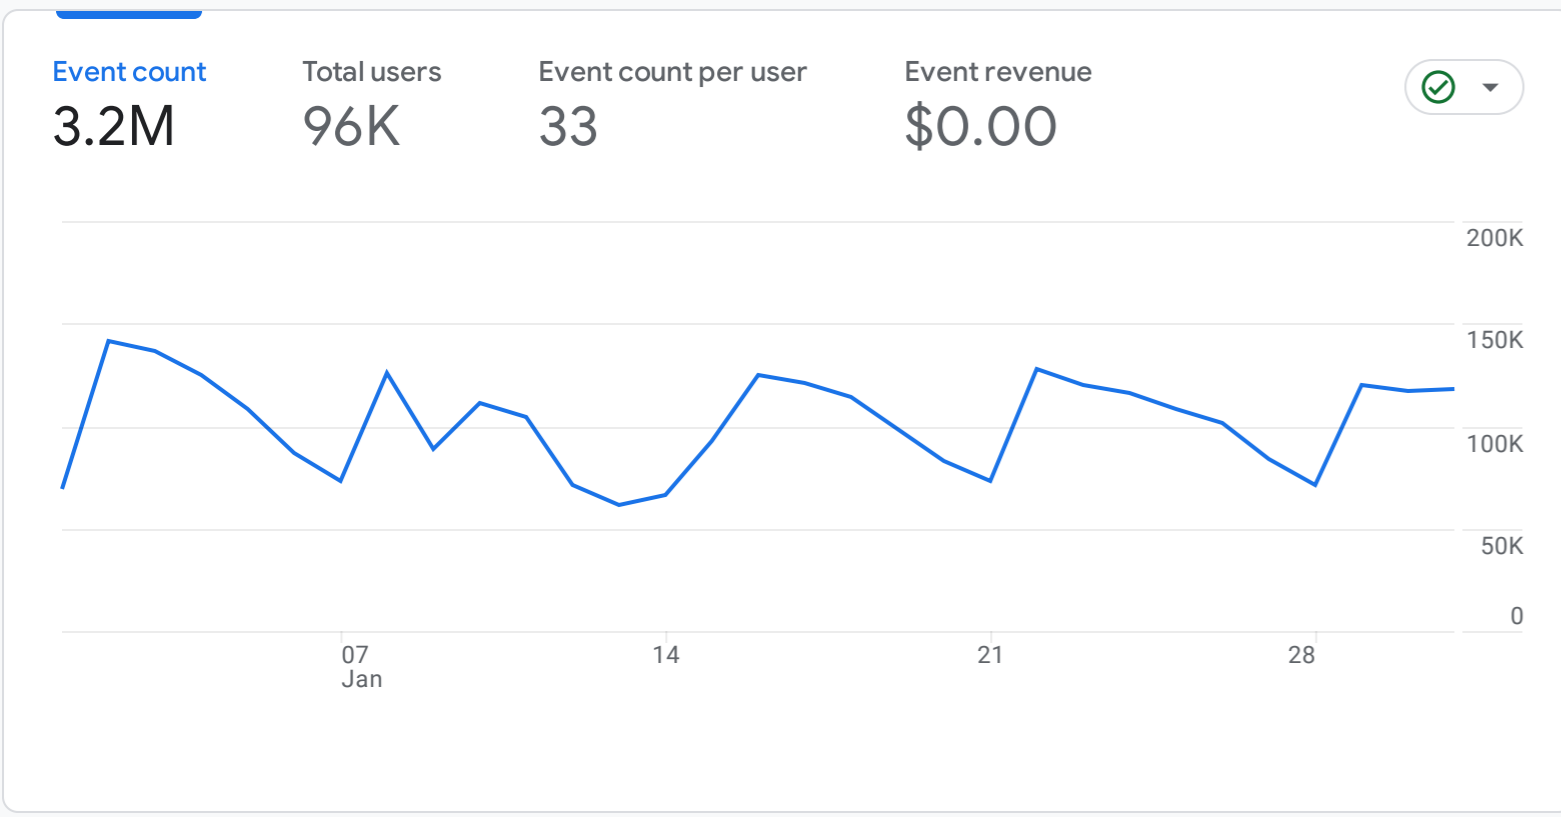 Event count
3.2M
Total users
96K
Event count per user
33
Event revenue
$0.00
200K
150K
100K
50K
0
07
Jan
14
21
28